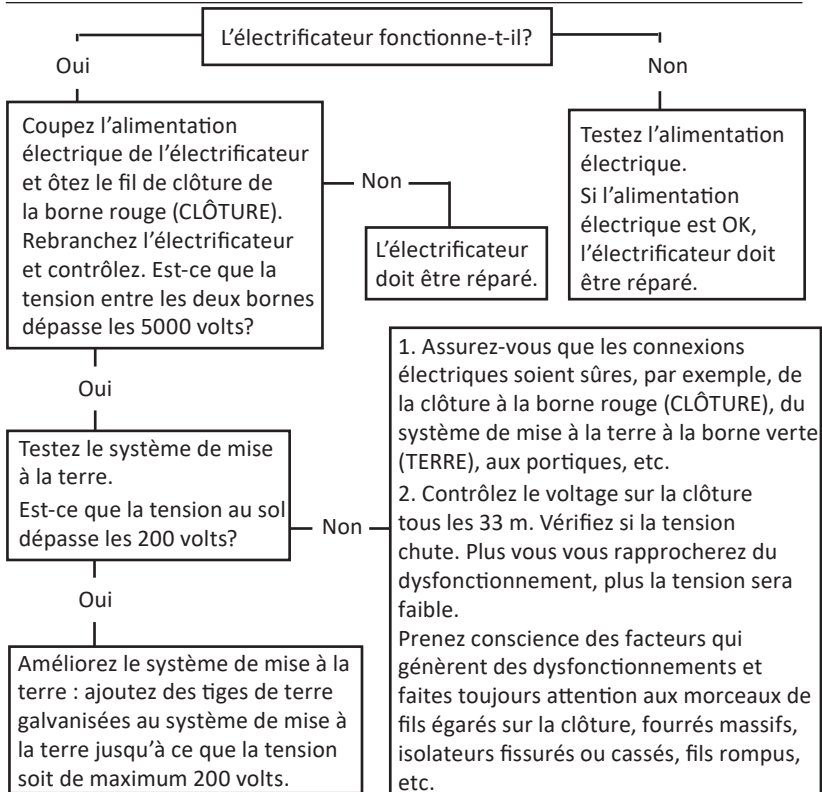 L'électrificateur fonctionne-t-il?
Oui
Non
Coupez l'alimentation
électrique de l'électrificateur
et ôtez le fil de clôture de
la borne rouge (CLÔTURE).
Rebranchez l'électrificateur
et contrôlez. Est-ce que la
tension entre les deux bornes
dépasse les 5000 volts?
Non
L'électrificateur
doit être réparé.
Testez l'alimentation
électrique.
Si l'alimentation
électrique est OK,
l'électrificateur doit
être réparé.
Oui
Testez le système de mise
à la terre.
Est-ce que la tension au sol
dépasse les 200 volts?
Non
1. Assurez-vous que les connexions
électriques soient sûres, par exemple, de
la clôture à la borne rouge (CLÔTURE), du
système de mise à la terre à la borne verte
(TERRE), aux portiques, etc.
2. Contrôlez le voltage sur la clôture
tous les 33 m. Vérifiez si la tension
chute. Plus vous vous rapprocherez du
dysfonctionnement, plus la tension sera
faible.
Prenez conscience des facteurs qui
génèrent des dysfonctionnements et
faites toujours attention aux morceaux de
fils égarés sur la clôture, fourrés massifs,
isolateurs fissurés ou cassés, fils rompus,
etc.
Oui
Améliorez le système de mise à la
terre : ajoutez des tiges de terre
galvanisées au système de mise à
la terre jusqu'à ce que la tension
soit de maximum 200 volts.